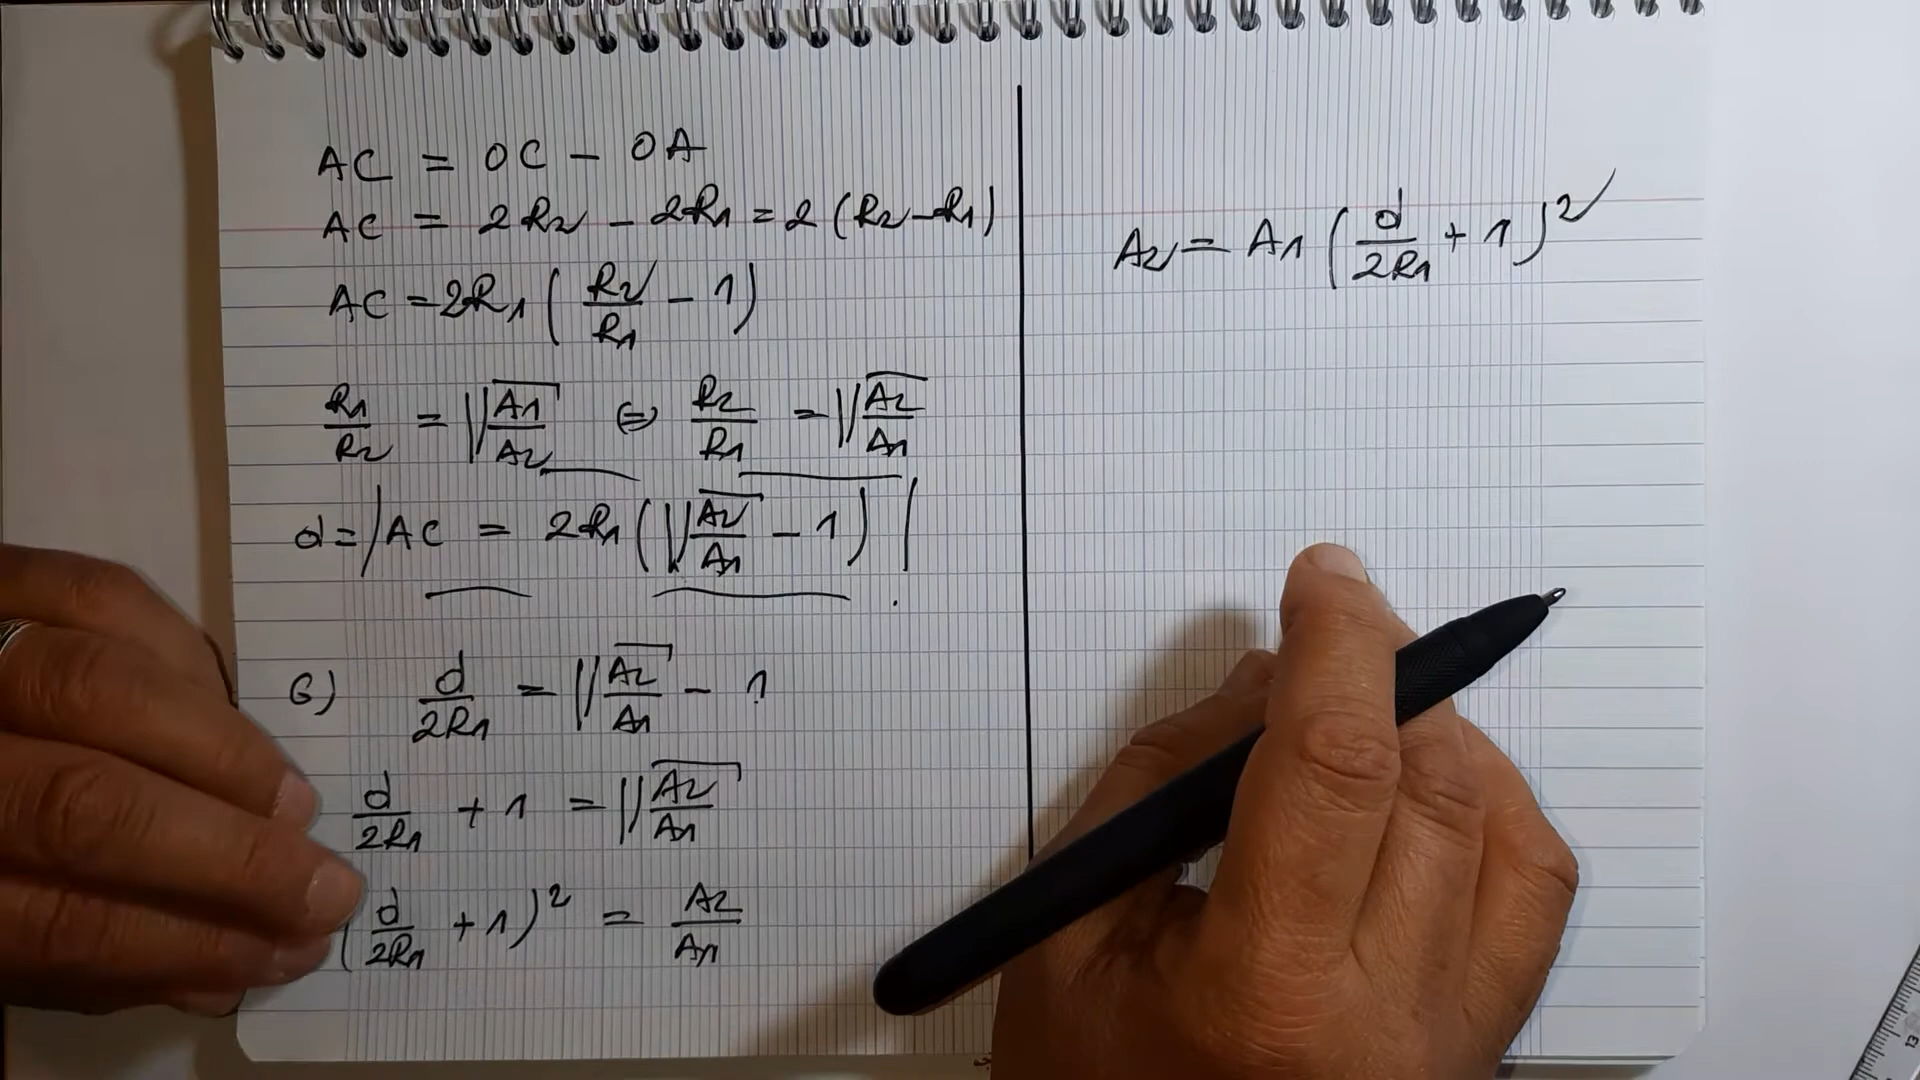 AC = OC - OA
AC = 2R2 - 2R1 = 2 (R2-R1)
AC = 2R1 ( R2/R1 - 1 )
R1/R2 = √(A1/A2) ⇔ R2/R1 = √(A2/A1)
d = AC = 2R1 ( √(A2/A1) - 1 )
6) d/2R1 = √(A2/A1) - 1
d/2R1 + 1 = √(A2/A1)
( d/2R1 + 1 )² = A2/A1
A2 = A1 ( d/2R1 + 1 )²
13